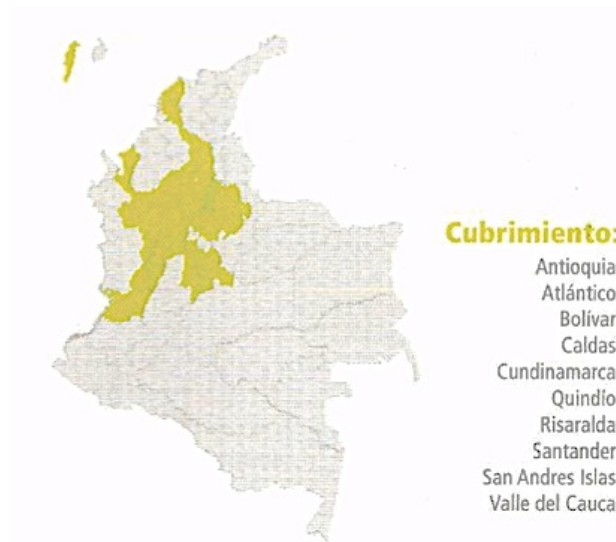 Cubrimiento:
Antioquia
Atlántico
Bolívar
Caldas
Cundinamarca
Quindío
Risaralda
Santander
San Andres Islas
Valle del Cauca